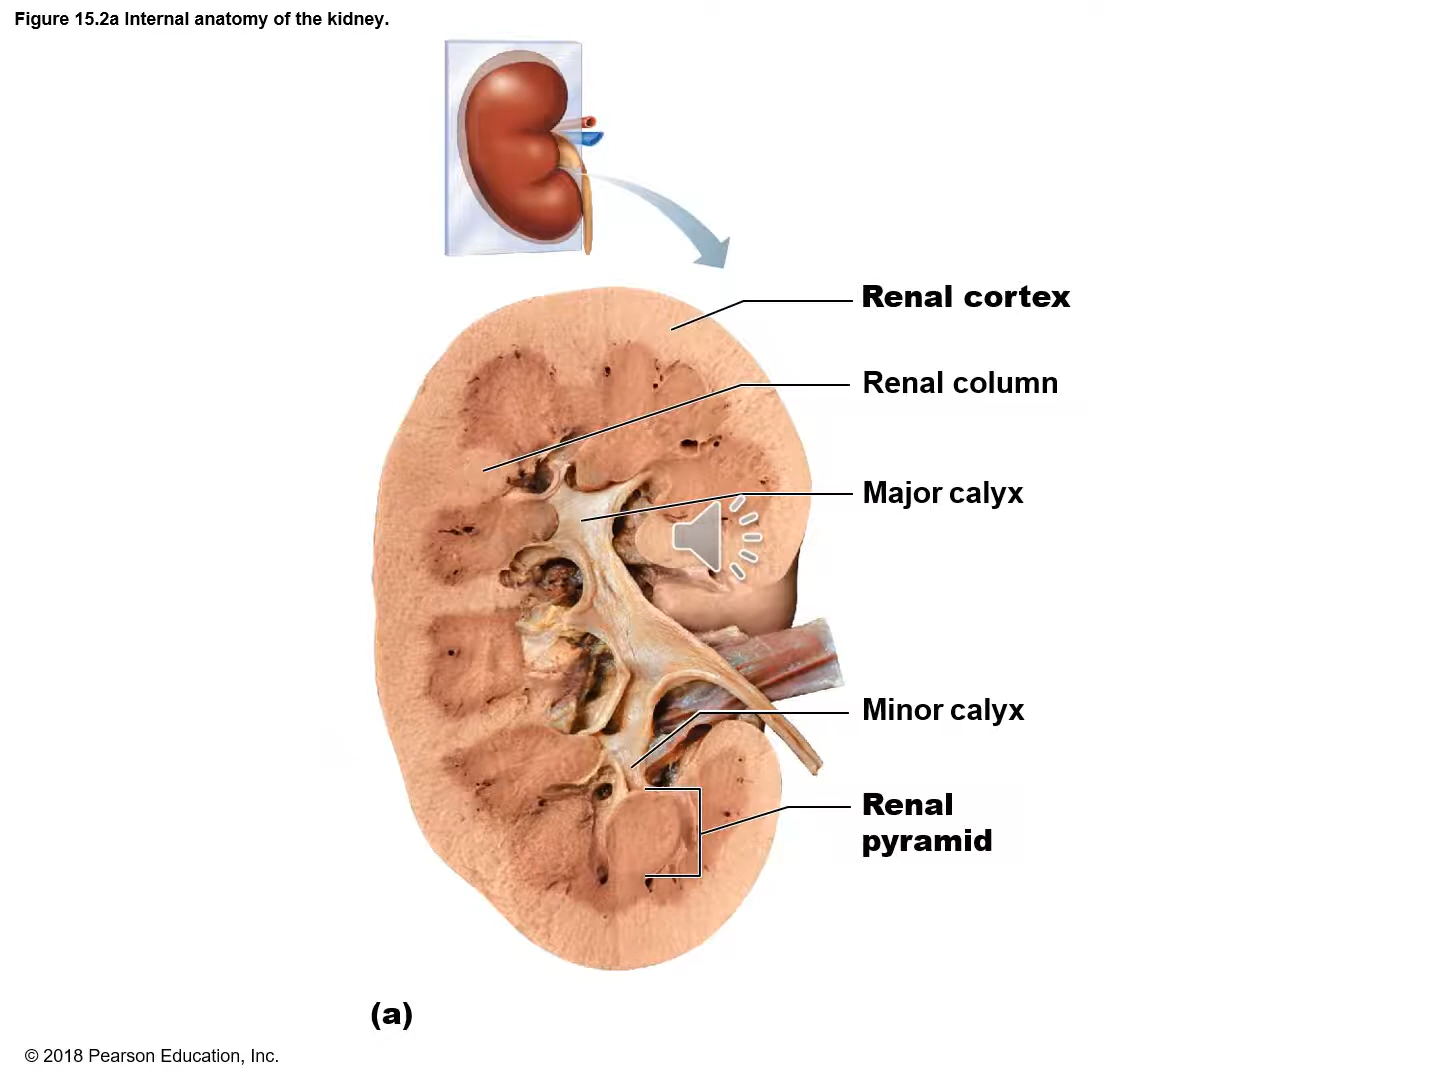 Figure 15.2a Internal anatomy of the kidney.
Renal cortex
Renal column
Major calyx
Minor calyx
Renal
pyramid
(a)
© 2018 Pearson Education, Inc.